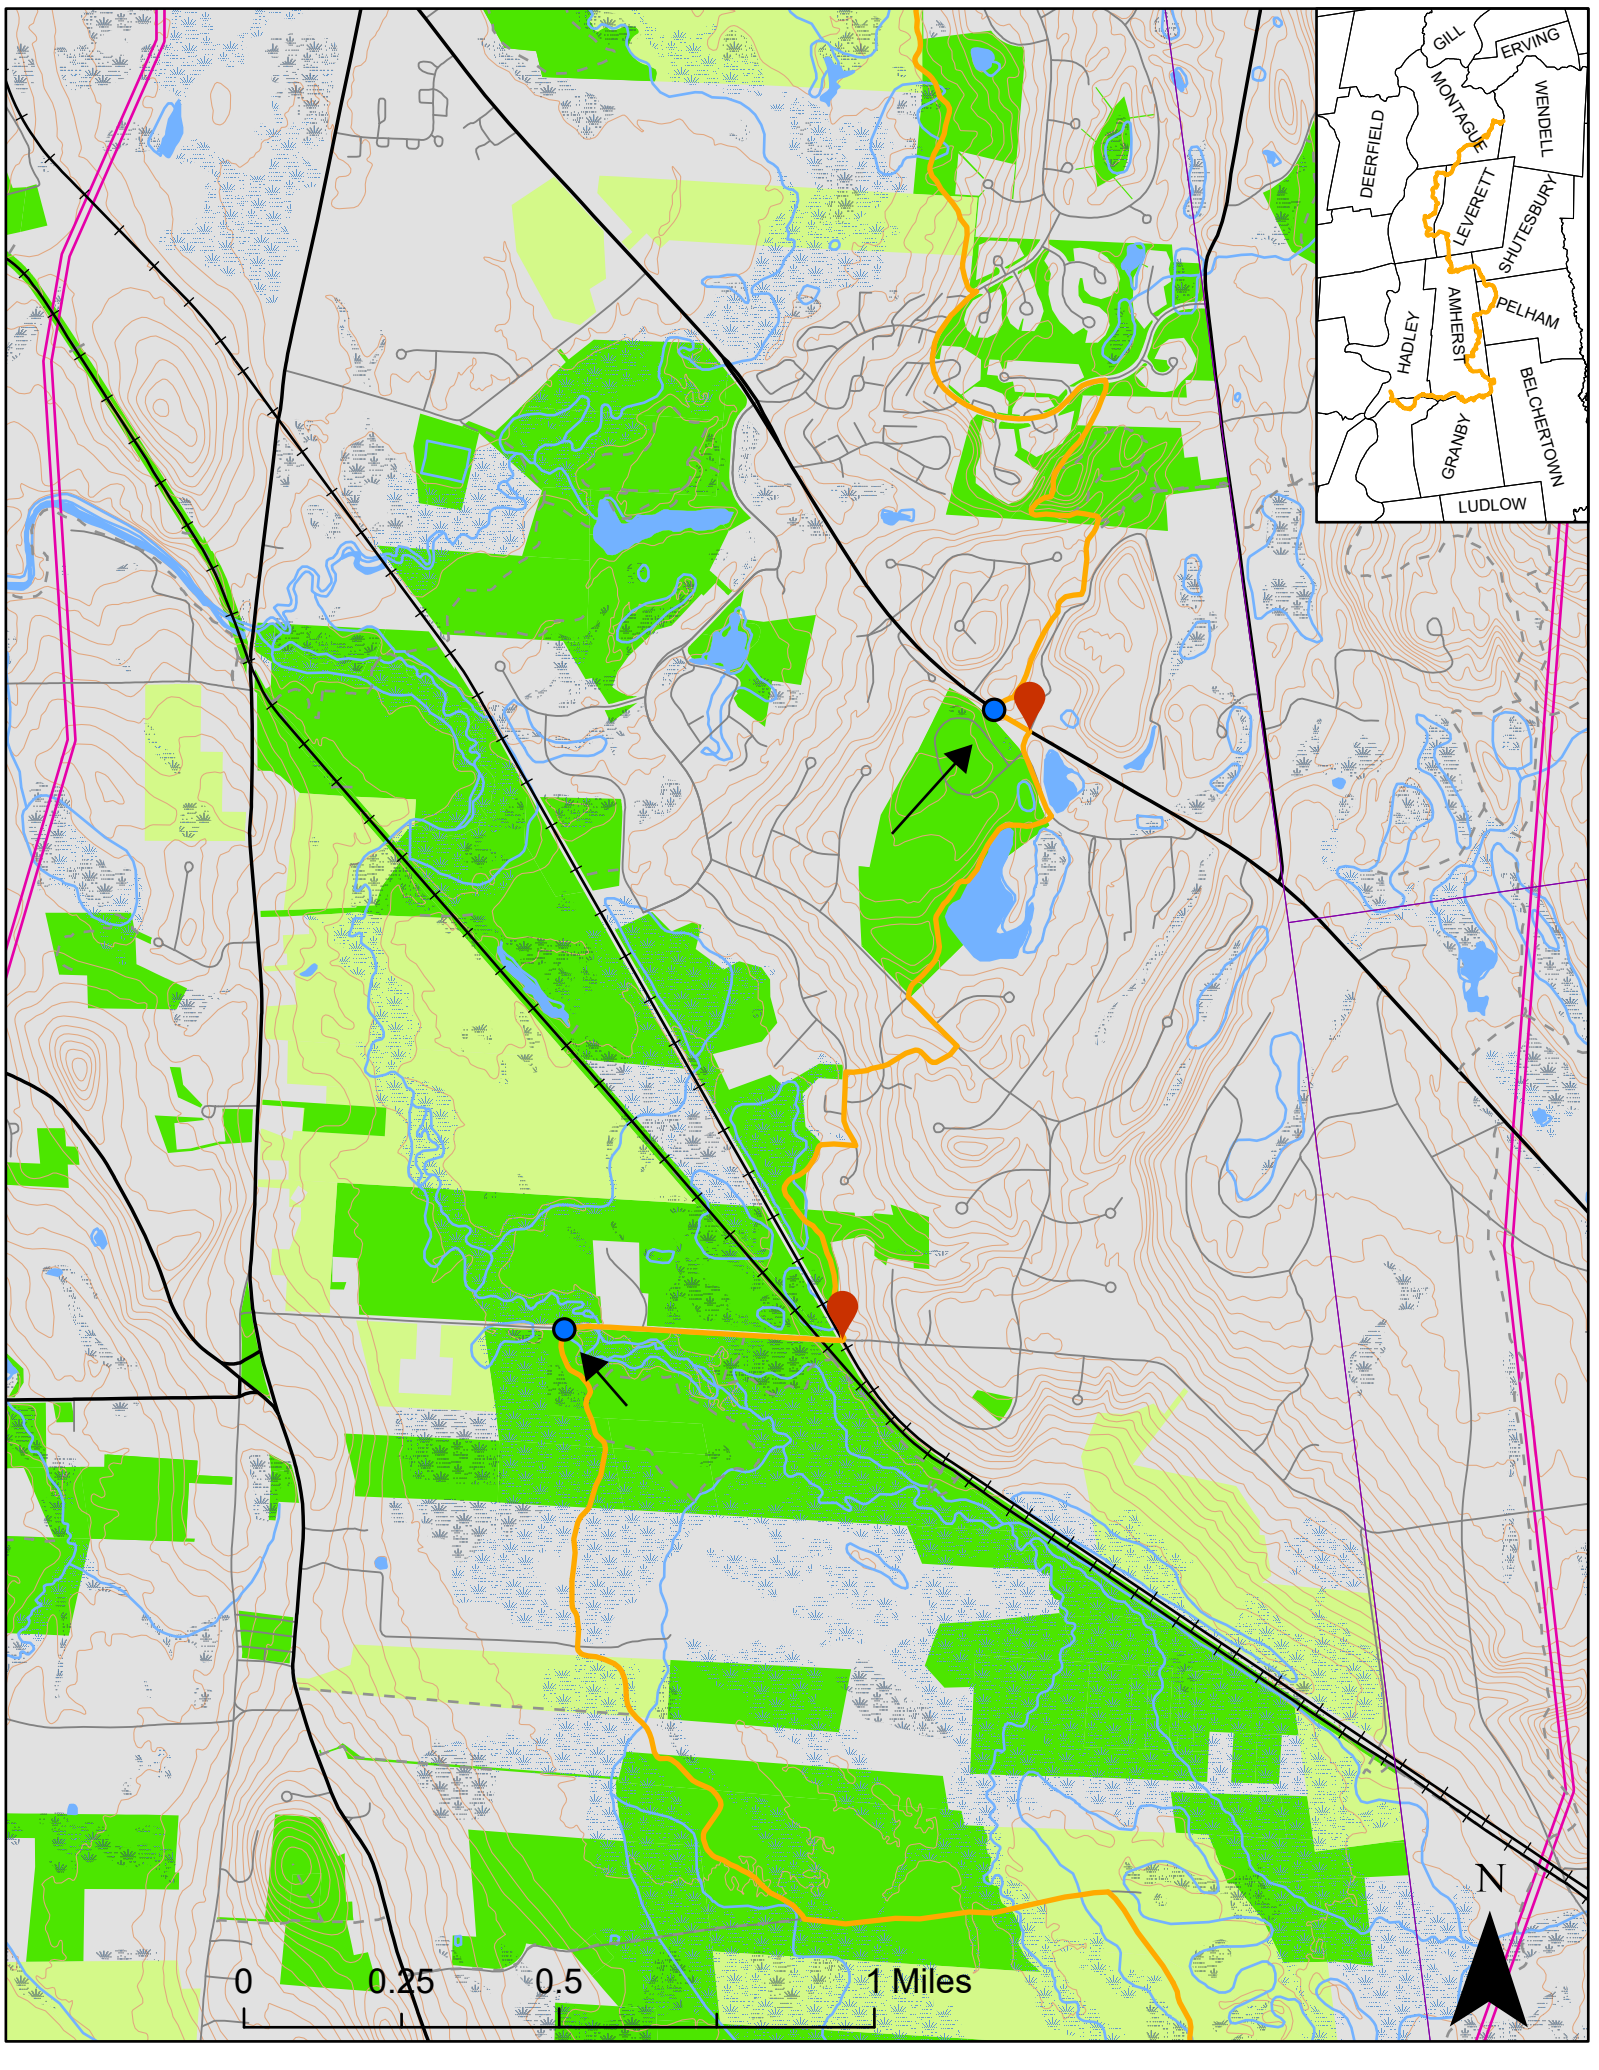 GILL
ERVING
MONTAGUE
WENDELL
DEERFIELD
LEVERETT
SHUTESBURY
AMHERST
PELHAM
HADLEY
BELCHERTOWN
GRANBY
LUDLOW
N
0 0.25 0.5 1 Miles